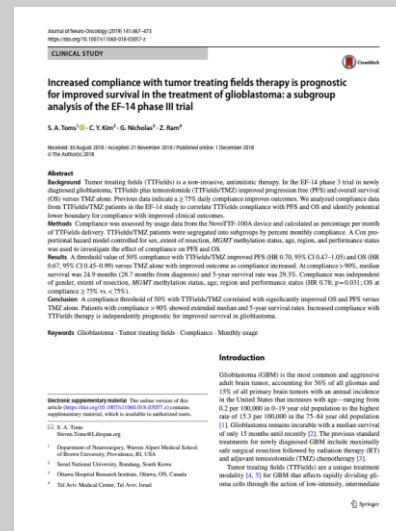 Journal of Neuro-Oncology (2019) 141:467–473
https://doi.org/10.1007/s11060-018-03057-z
CLINICAL STUDY
CrossMark
Increased compliance with tumor treating fields therapy is prognostic
for improved survival in the treatment of glioblastoma: a subgroup
analysis of the EF-14 phase III trial
S. A. Toms1 · C. Y. Kim2 · G. Nicholas3 · Z. Ram4
Received: 30 August 2018 / Accepted: 21 November 2018 / Published online: 1 December 2018
© The Author(s) 2018
Abstract
Background Tumor treating fields (TTFields) is a non-invasive, antimitotic therapy. In the EF-14 phase 3 trial in newly
diagnosed glioblastoma, TTFields plus temozolomide (TTFields/TMZ) improved progression free (PFS) and overall survival
(OS) versus TMZ alone. Previous data indicate a ≥ 75% daily compliance improves outcomes. We analyzed compliance data
from TTFields/TMZ patients in the EF-14 study to correlate TTFields compliance with PFS and OS and identify potential
lower boundary for compliance with improved clinical outcomes.
Methods Compliance was assessed by usage data from the NovoTTF-100A device and calculated as percentage per month
of TTFields delivery. TTFields/TMZ patients were segregated into subgroups by percent monthly compliance. A Cox pro-
portional hazard model controlled for sex, extent of resection, MGMT methylation status, age, region, and performance status
was used to investigate the effect of compliance on PFS and OS.
Results A threshold value of 50% compliance with TTFields/TMZ improved PFS (HR 0.70, 95% CI 0.47–1.05) and OS (HR
0.67, 95% CI 0.45–0.99) versus TMZ alone with improved outcome as compliance increased. At compliance > 90%, median
survival was 24.9 months (28.7 months from diagnosis) and 5-year survival rate was 29.3%. Compliance was independent
of gender, extent of resection, MGMT methylation status, age, region and performance status (HR 0.78; p = 0.031; OS at
compliance ≥ 75% vs. < 75%).
Conclusion A compliance threshold of 50% with TTFields/TMZ correlated with significantly improved OS and PFS versus
TMZ alone. Patients with compliance > 90% showed extended median and 5-year survival rates. Increased compliance with
TTFields therapy is independently prognostic for improved survival in glioblastoma.
Keywords Glioblastoma · Tumor treating fields · Compliance · Monthly usage
Electronic supplementary material The online version of this
article (https://doi.org/10.1007/s11060-018-03057-z) contains
supplementary material, which is available to authorized users.
S. A. Toms
Steven.Toms@Lifespan.org
1 Department of Neurosurgery, Warren Alpert Medical School
of Brown University, Providence, RI, USA
2 Seoul National University, Bundang, South Korea
3 Ottawa Hospital Research Institute, Ottawa, ON, Canada
4 Tel Aviv Medical Center, Tel Aviv, Israel
Introduction
Glioblastoma (GBM) is the most common and aggressive
adult brain tumor, accounting for 56% of all gliomas and
15% of all primary brain tumors with an annual incidence
in the United States that increases with age—ranging from
0.2 per 100,000 in 0–19 year old population to the highest
rate of 15.3 per 100,000 in the 75–84 year old population
[1]. Glioblastoma remains incurable with a median survival
of only 15 months until recently [2]. The previous standard
treatments for newly diagnosed GBM include maximally
safe surgical resection followed by radiation therapy (RT)
and adjuvant temozolomide (TMZ) chemotherapy [3].
Tumor treating fields (TTFields) are a unique treatment
modality [4, 5] for GBM that affects rapidly dividing gli-
oma cells through the action of low-intensity, intermediate
Springer